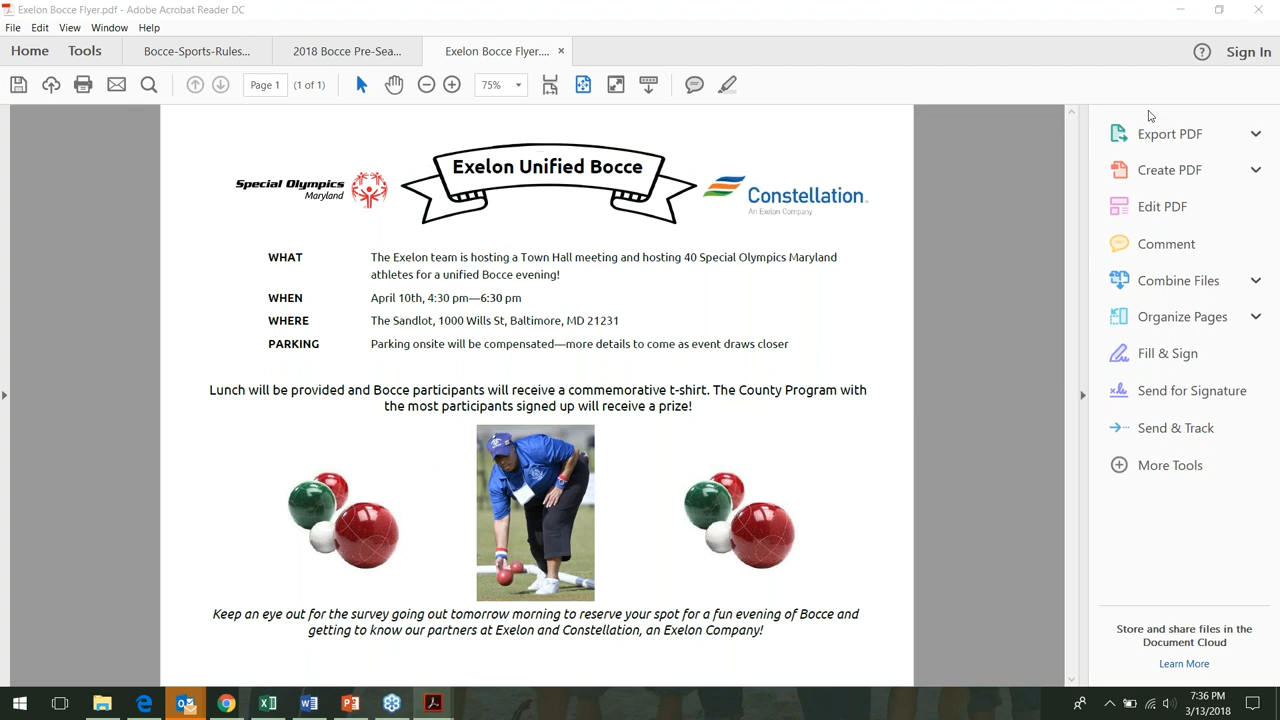 Exelon Bocce Flyer.pdf - Adobe Acrobat Reader DC
File Edit View Window Help
Home Tools Bocce-Sports-Rules... 2018 Bocce Pre-Sea... Exelon Bocce Flyer.... × ? Sign In
Page 1 (1 of 1) 75%
Export PDF
Create PDF
Edit PDF
Comment
Combine Files
Organize Pages
Fill & Sign
Send for Signature
Send & Track
More Tools
Store and share files in the
Document Cloud
Learn More
Special Olympics
Maryland
Exelon Unified Bocce
Constellation
An Exelon Company
WHAT The Exelon team is hosting a Town Hall meeting and hosting 40 Special Olympics Maryland
athletes for a unified Bocce evening!
WHEN April 10th, 4:30 pm—6:30 pm
WHERE The Sandlot, 1000 Wills St, Baltimore, MD 21231
PARKING Parking onsite will be compensated—more details to come as event draws closer
Lunch will be provided and Bocce participants will receive a commemorative t-shirt. The County Program with
the most participants signed up will receive a prize!
Keep an eye out for the survey going out tomorrow morning to reserve your spot for a fun evening of Bocce and
getting to know our partners at Exelon and Constellation, an Exelon Company!
7:36 PM
3/13/2018